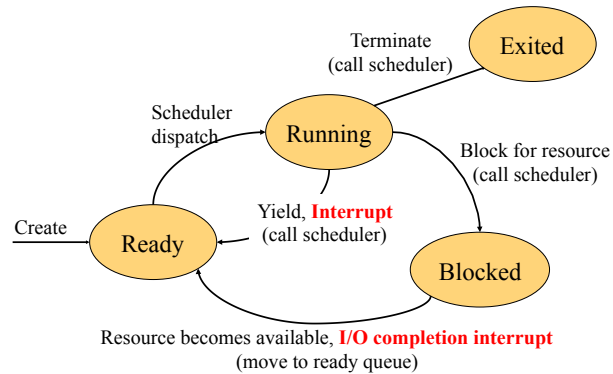 Terminate
(call scheduler)
Exited
Scheduler
dispatch
Running
Block for resource
(call scheduler)
Yield, Interrupt
(call scheduler)
Create
Ready
Blocked
Resource becomes available, I/O completion interrupt
(move to ready queue)